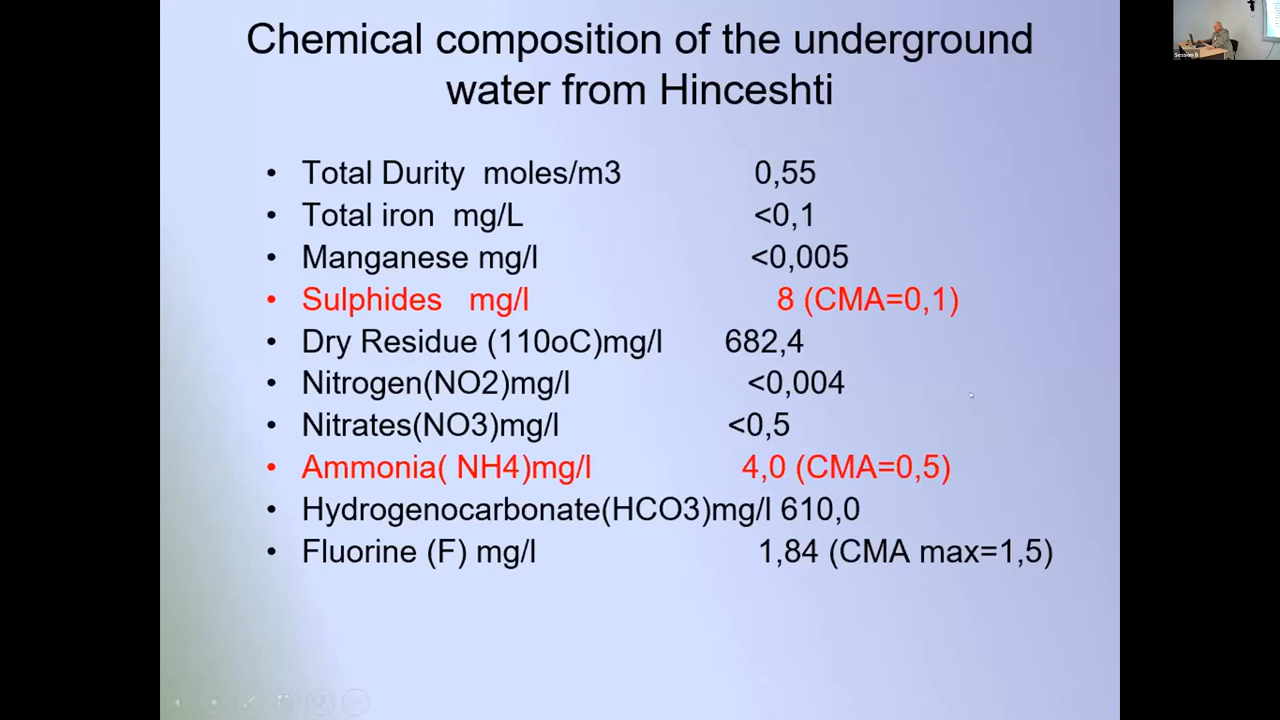 Chemical composition of the underground
water from Hinceshti
• Total Durity moles/m3 0,55
• Total iron mg/L <0,1
• Manganese mg/l <0,005
• Sulphides mg/l 8 (CMA=0,1)
• Dry Residue (110oC)mg/l 682,4
• Nitrogen(NO2)mg/l <0,004
• Nitrates(NO3)mg/l <0,5
• Ammonia( NH4)mg/l 4,0 (CMA=0,5)
• Hydrogenocarbonate(HCO3)mg/l 610,0
• Fluorine (F) mg/l 1,84 (CMA max=1,5)
Session B